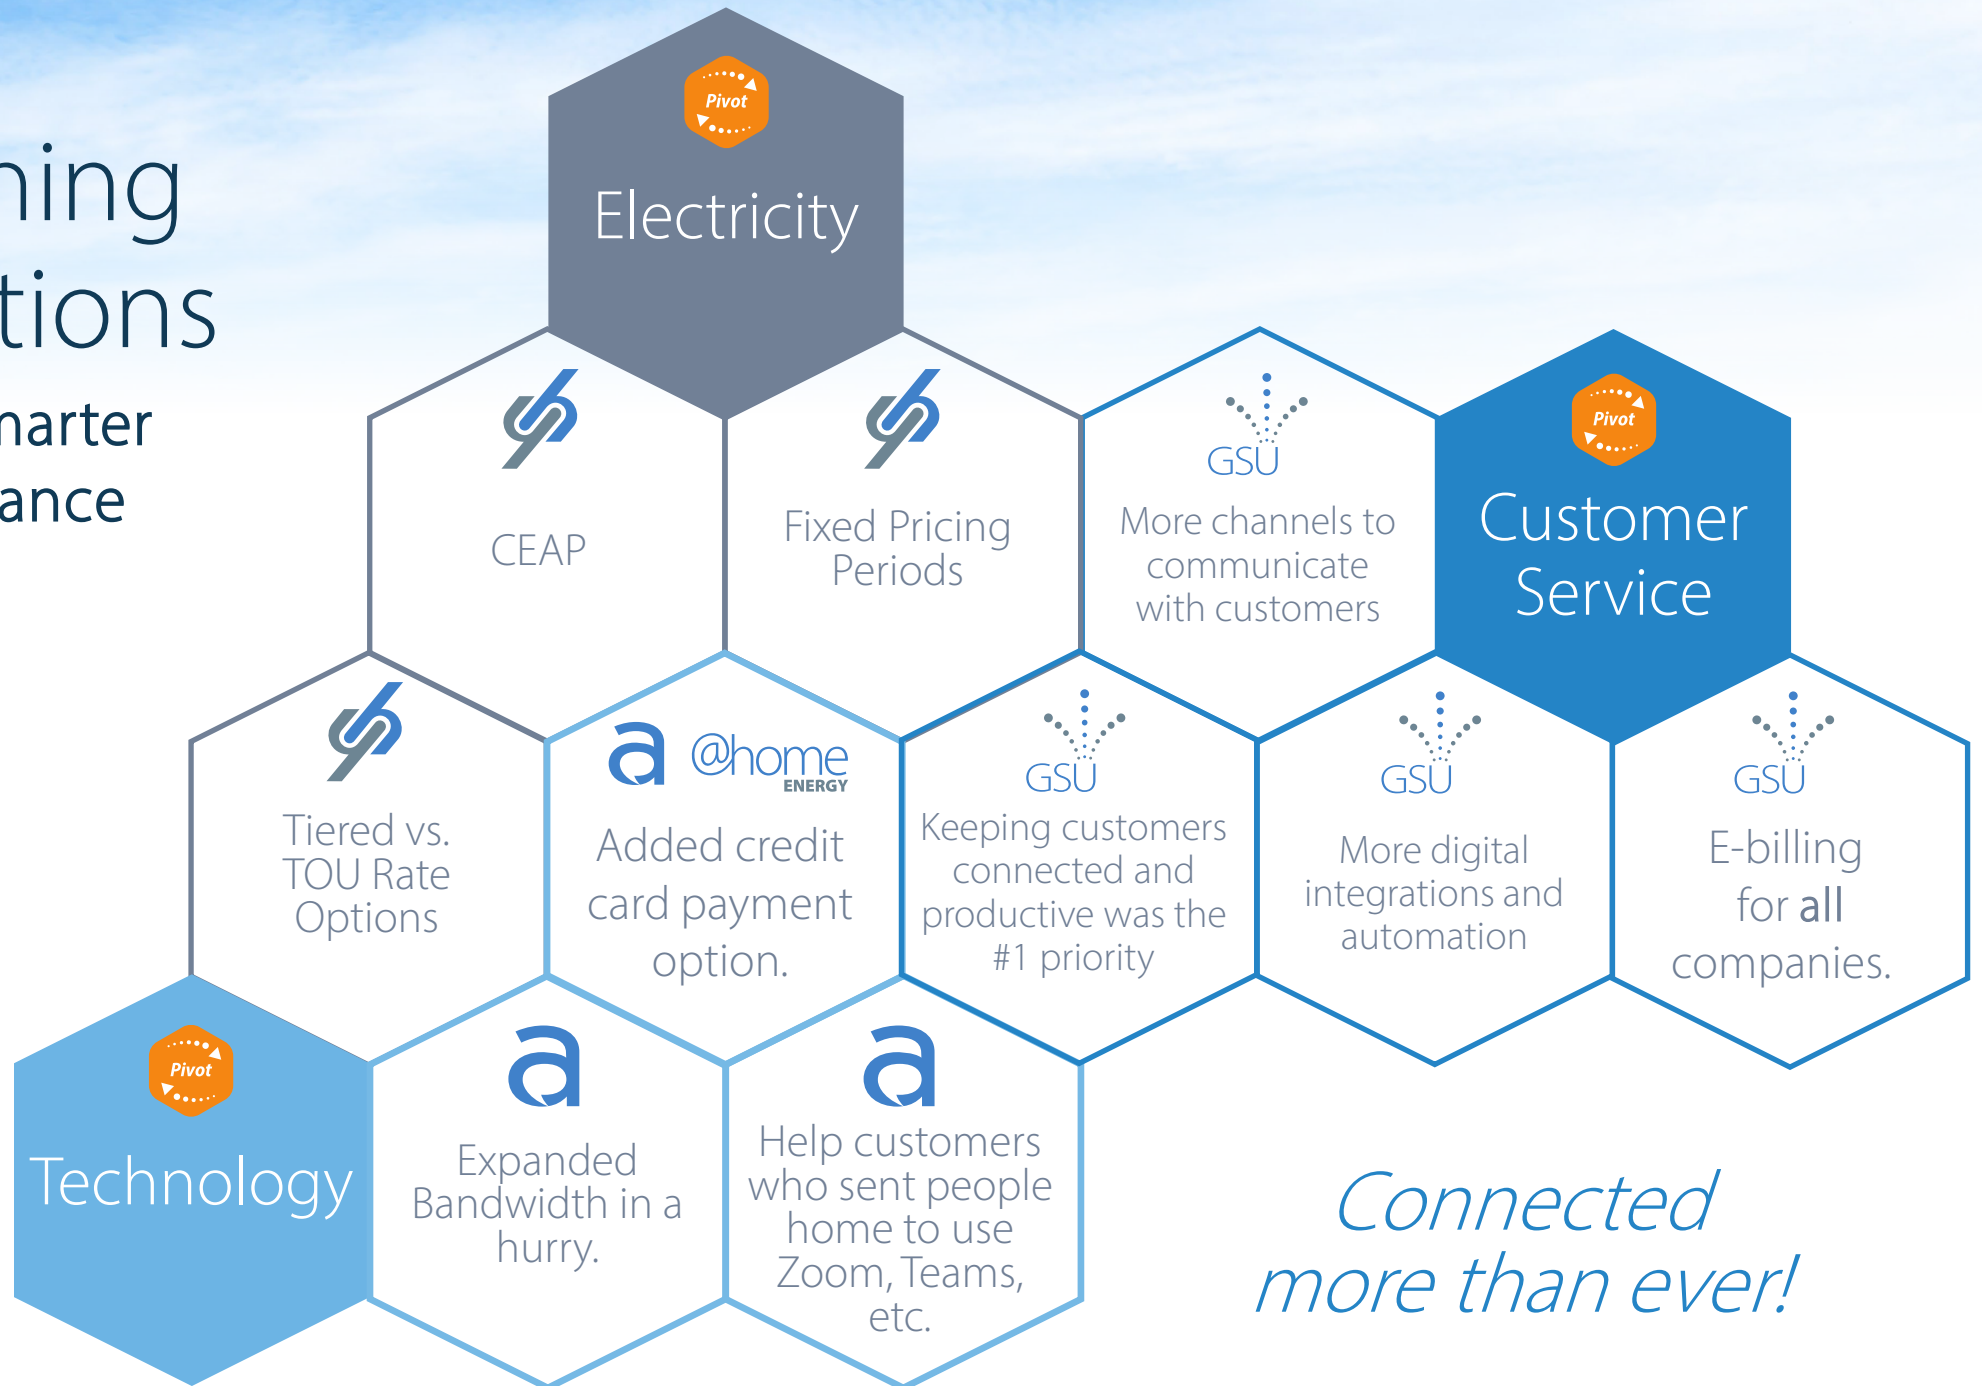 ning
tions
marter
ance
Pivot
Electricity
CEAP
Fixed Pricing
Periods
GSU
More channels to
communicate
with customers
Pivot
Customer
Service
Tiered vs.
TOU Rate
Options
a @home
ENERGY
Added credit
card payment
option.
GSU
Keeping customers
connected and
productive was the
#1 priority
GSU
More digital
integrations and
automation
GSU
E-billing
for all
companies.
Pivot
Technology
a
Expanded
Bandwidth in a
hurry.
a
Help customers
who sent people
home to use
Zoom, Teams,
etc.
Connected
more than ever!